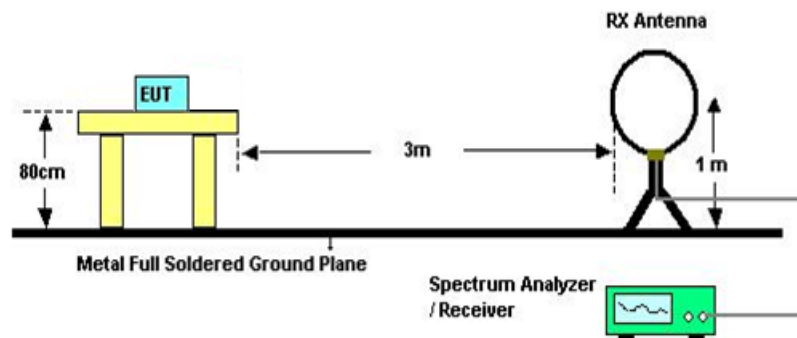 RX Antenna
EUT
3m
80cm
1 m
Metal Full Soldered Ground Plane
Spectrum Analyzer
/ Receiver